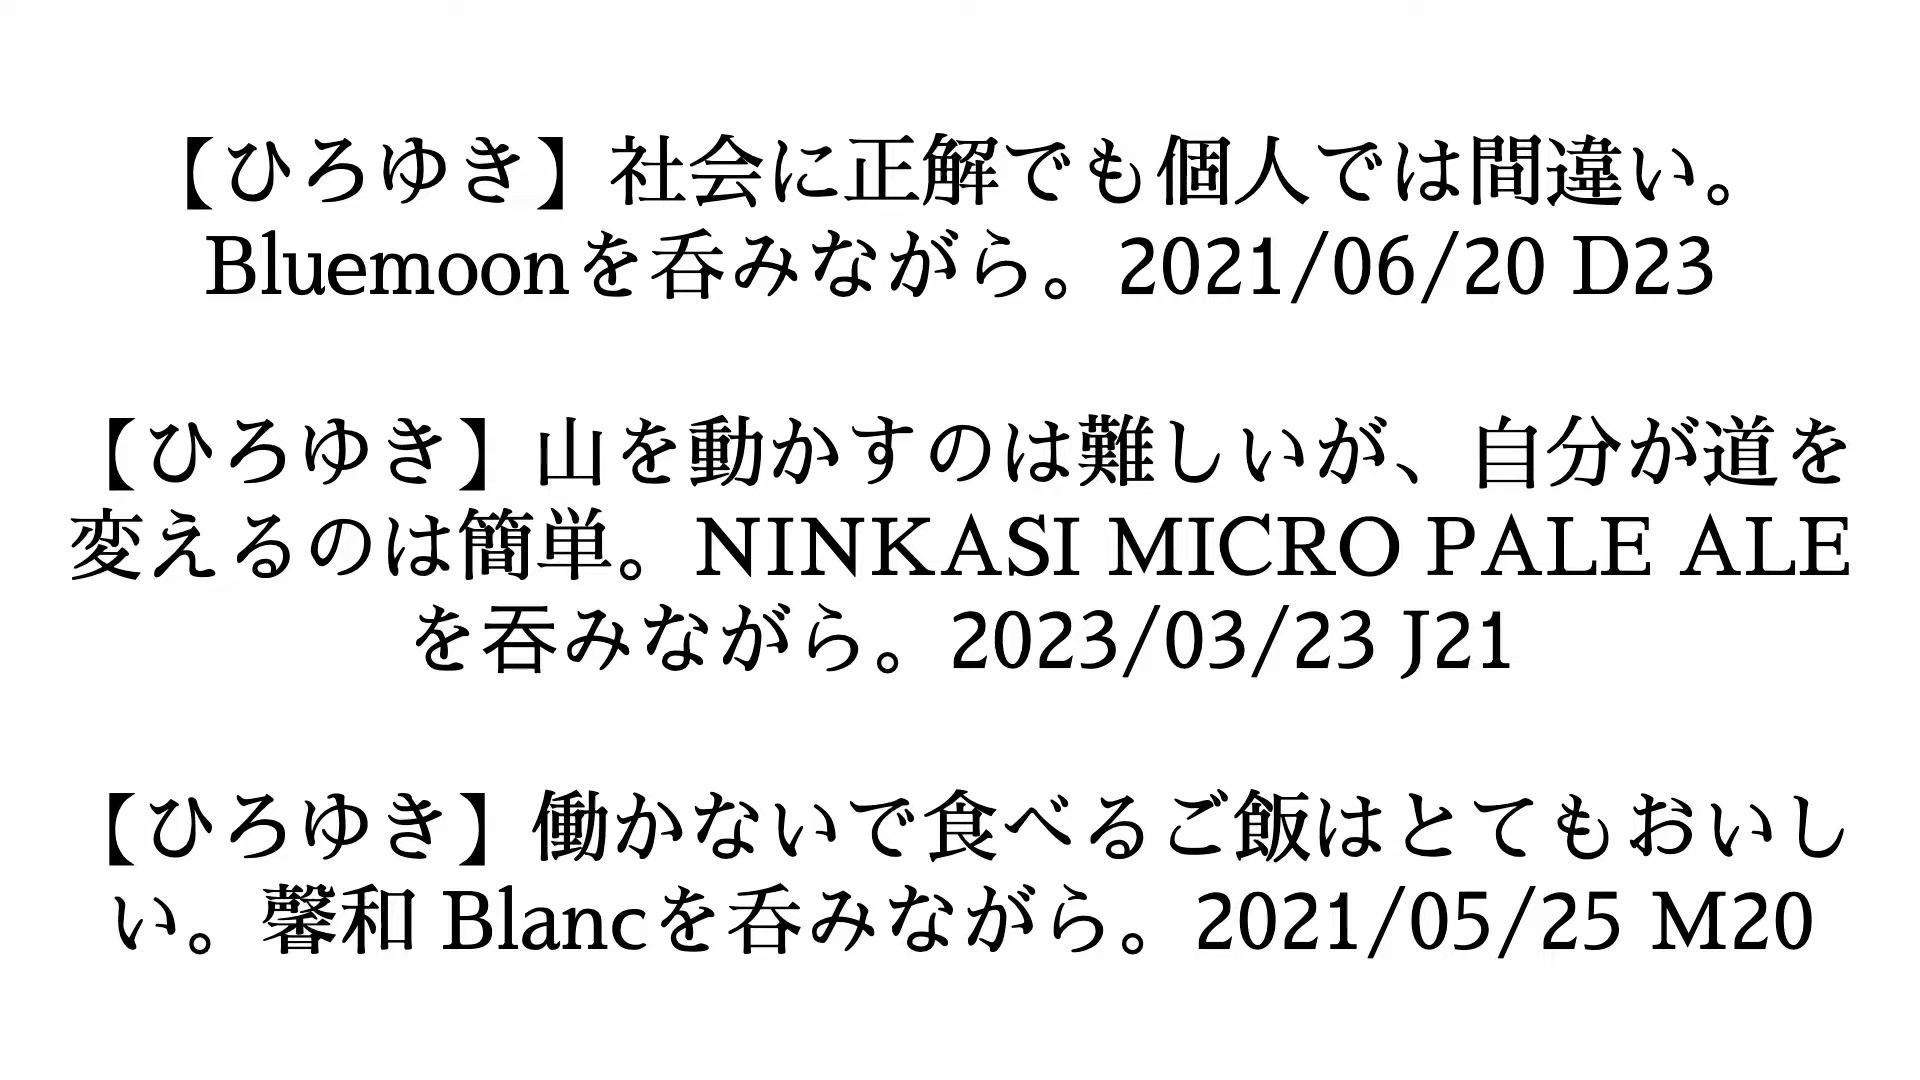 【ひろゆき】社会に正解でも個人では間違い。
Bluemoonを呑みながら。2021/06/20 D23
【ひろゆき】山を動かすのは難しいが、自分が道を
変えるのは簡単。NINKASI MICRO PALE ALE
を呑みながら。2023/03/23 J21
【ひろゆき】働かないで食べるご飯はとてもおいし
い。馨和 Blancを呑みながら。2021/05/25 M20